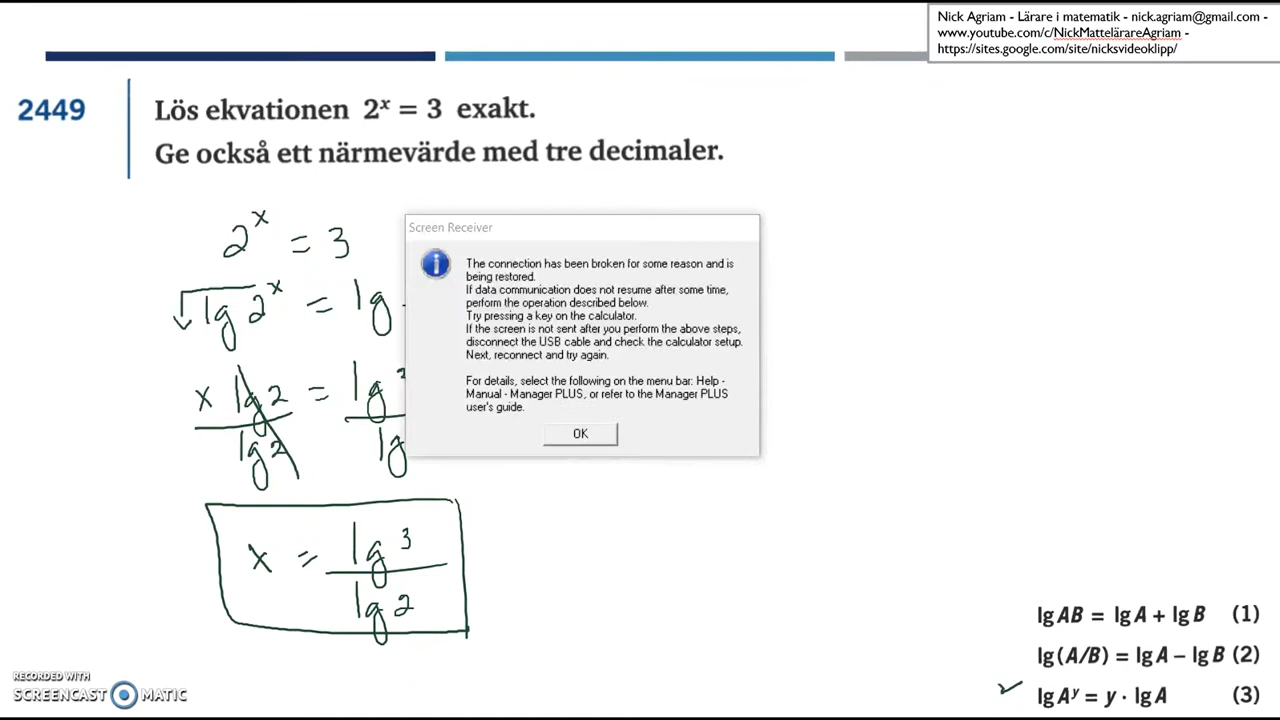 Nick Agriam - Lärare i matematik - nick.agriam@gmail.com -
www.youtube.com/c/NickMattelärareAgriam -
https://sites.google.com/site/nicksvideoklipp/
2449
Lös ekvationen 2ˣ = 3 exakt.
Ge också ett närmevärde med tre decimaler.
2ˣ = 3
lg 2ˣ = lg
x lg 2 = lg
lg 2 lg
x = lg 3
lg 2
Screen Receiver
The connection has been broken for some reason and is
being restored.
If data communication does not resume after some time,
perform the operation described below.
Try pressing a key on the calculator.
If the screen is not sent after you perform the above steps,
disconnect the USB cable and check the calculator setup.
Next, reconnect and try again.
For details, select the following on the menu bar: Help -
Manual - Manager PLUS, or refer to the Manager PLUS
user's guide.
OK
lg AB = lg A + lg B (1)
lg (A/B) = lg A – lg B (2)
lg Aʸ = y · lg A (3)
RECORDED WITH
SCREENCAST MATIC